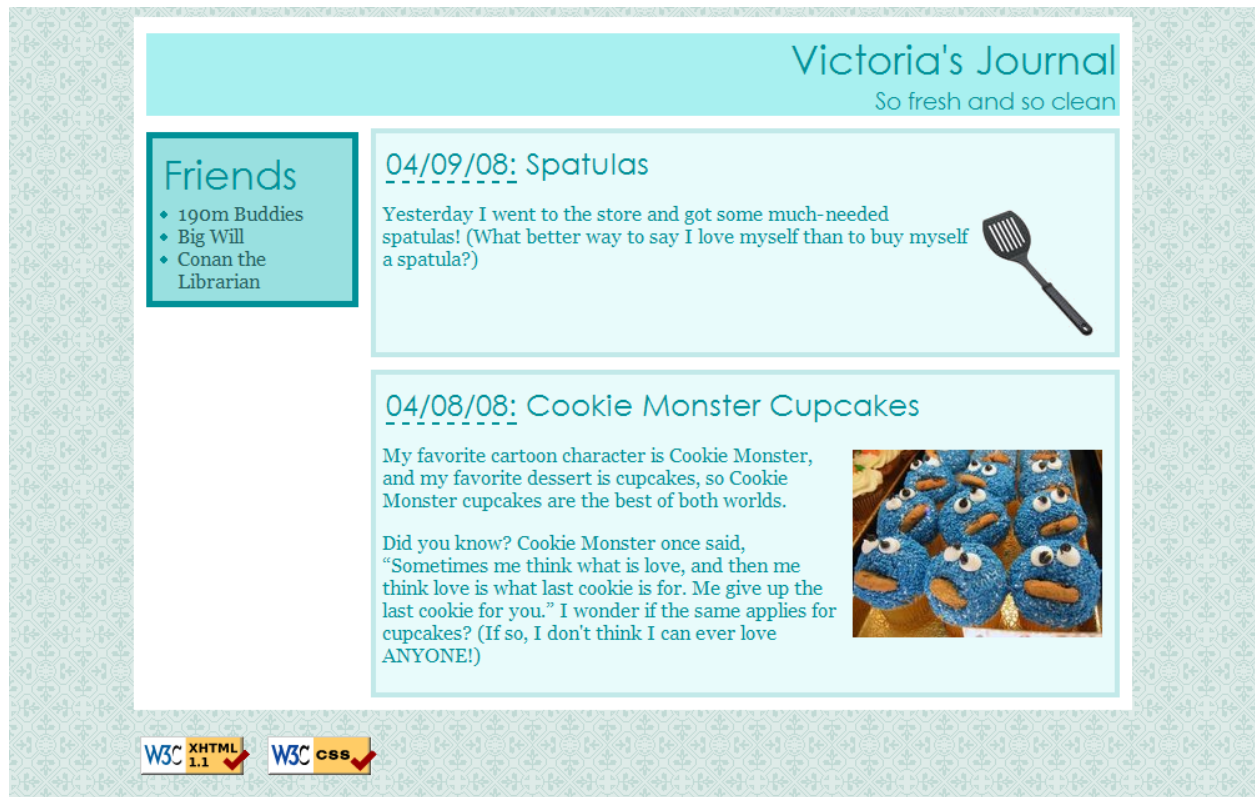 Victoria's Journal
So fresh and so clean
Friends
190m Buddies
Big Will
Conan the
Librarian
04/09/08: Spatulas
Yesterday I went to the store and got some much-needed
spatulas! (What better way to say I love myself than to buy myself
a spatula?)
04/08/08: Cookie Monster Cupcakes
My favorite cartoon character is Cookie Monster,
and my favorite dessert is cupcakes, so Cookie
Monster cupcakes are the best of both worlds.
Did you know? Cookie Monster once said,
“Sometimes me think what is love, and then me
think love is what last cookie is for. Me give up the
last cookie for you.” I wonder if the same applies for
cupcakes? (If so, I don't think I can ever love
ANYONE!)
W3C XHTML 1.1
W3C css